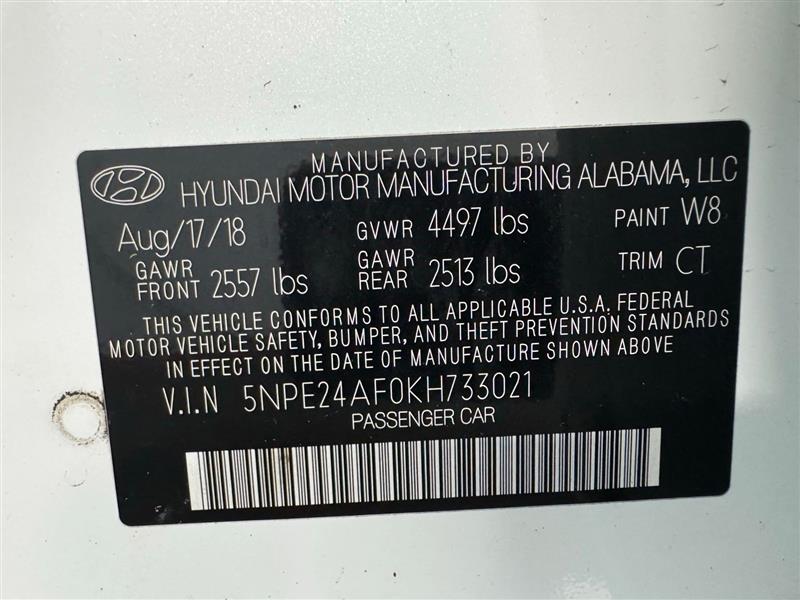 MANUFACTURED BY
HYUNDAI MOTOR MANUFACTURING ALABAMA, LLC
Aug/17/18 GVWR 4497 lbs PAINT W8
GAWR FRONT 2557 lbs GAWR REAR 2513 lbs TRIM CT
THIS VEHICLE CONFORMS TO ALL APPLICABLE U.S.A. FEDERAL
MOTOR VEHICLE SAFETY, BUMPER, AND THEFT PREVENTION STANDARDS
IN EFFECT ON THE DATE OF MANUFACTURE SHOWN ABOVE
V.I.N 5NPE24AF0KH733021
PASSENGER CAR